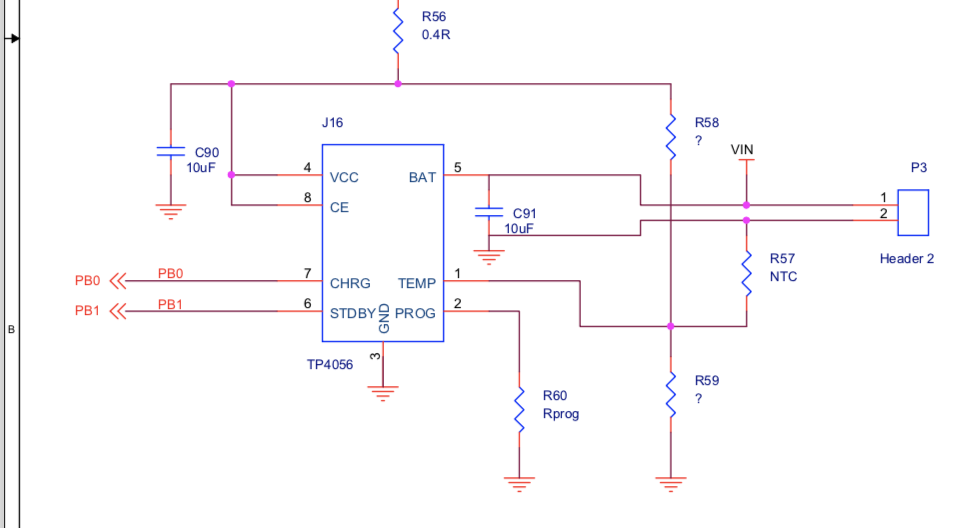 R56
0.4R
J16
R58
?
VIN
C90
10uF
P3
4
VCC
BAT
5
8
CE
1
2
C91
10uF
Header 2
R57
NTC
PB0
PB0
7
CHRG
TEMP
1
PB1
PB1
6
STDBY
GND
PROG
2
B
3
TP4056
R60
Rprog
R59
?